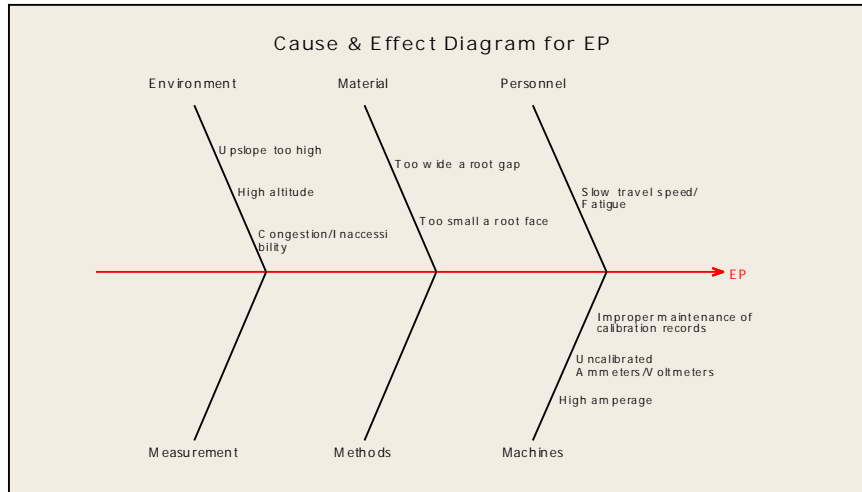 Cause & Effect Diagram for EP
Environment
Material
Personnel
Upslope too high
Too wide a root gap
High altitude
Slow travel speed/
Fatigue
Too small a root face
Congestion/Inaccessi
bility
EP
Improper maintenance of
calibration records
Uncalibrated
Ammeters/Voltmeters
High amperage
Measurement
Methods
Machines